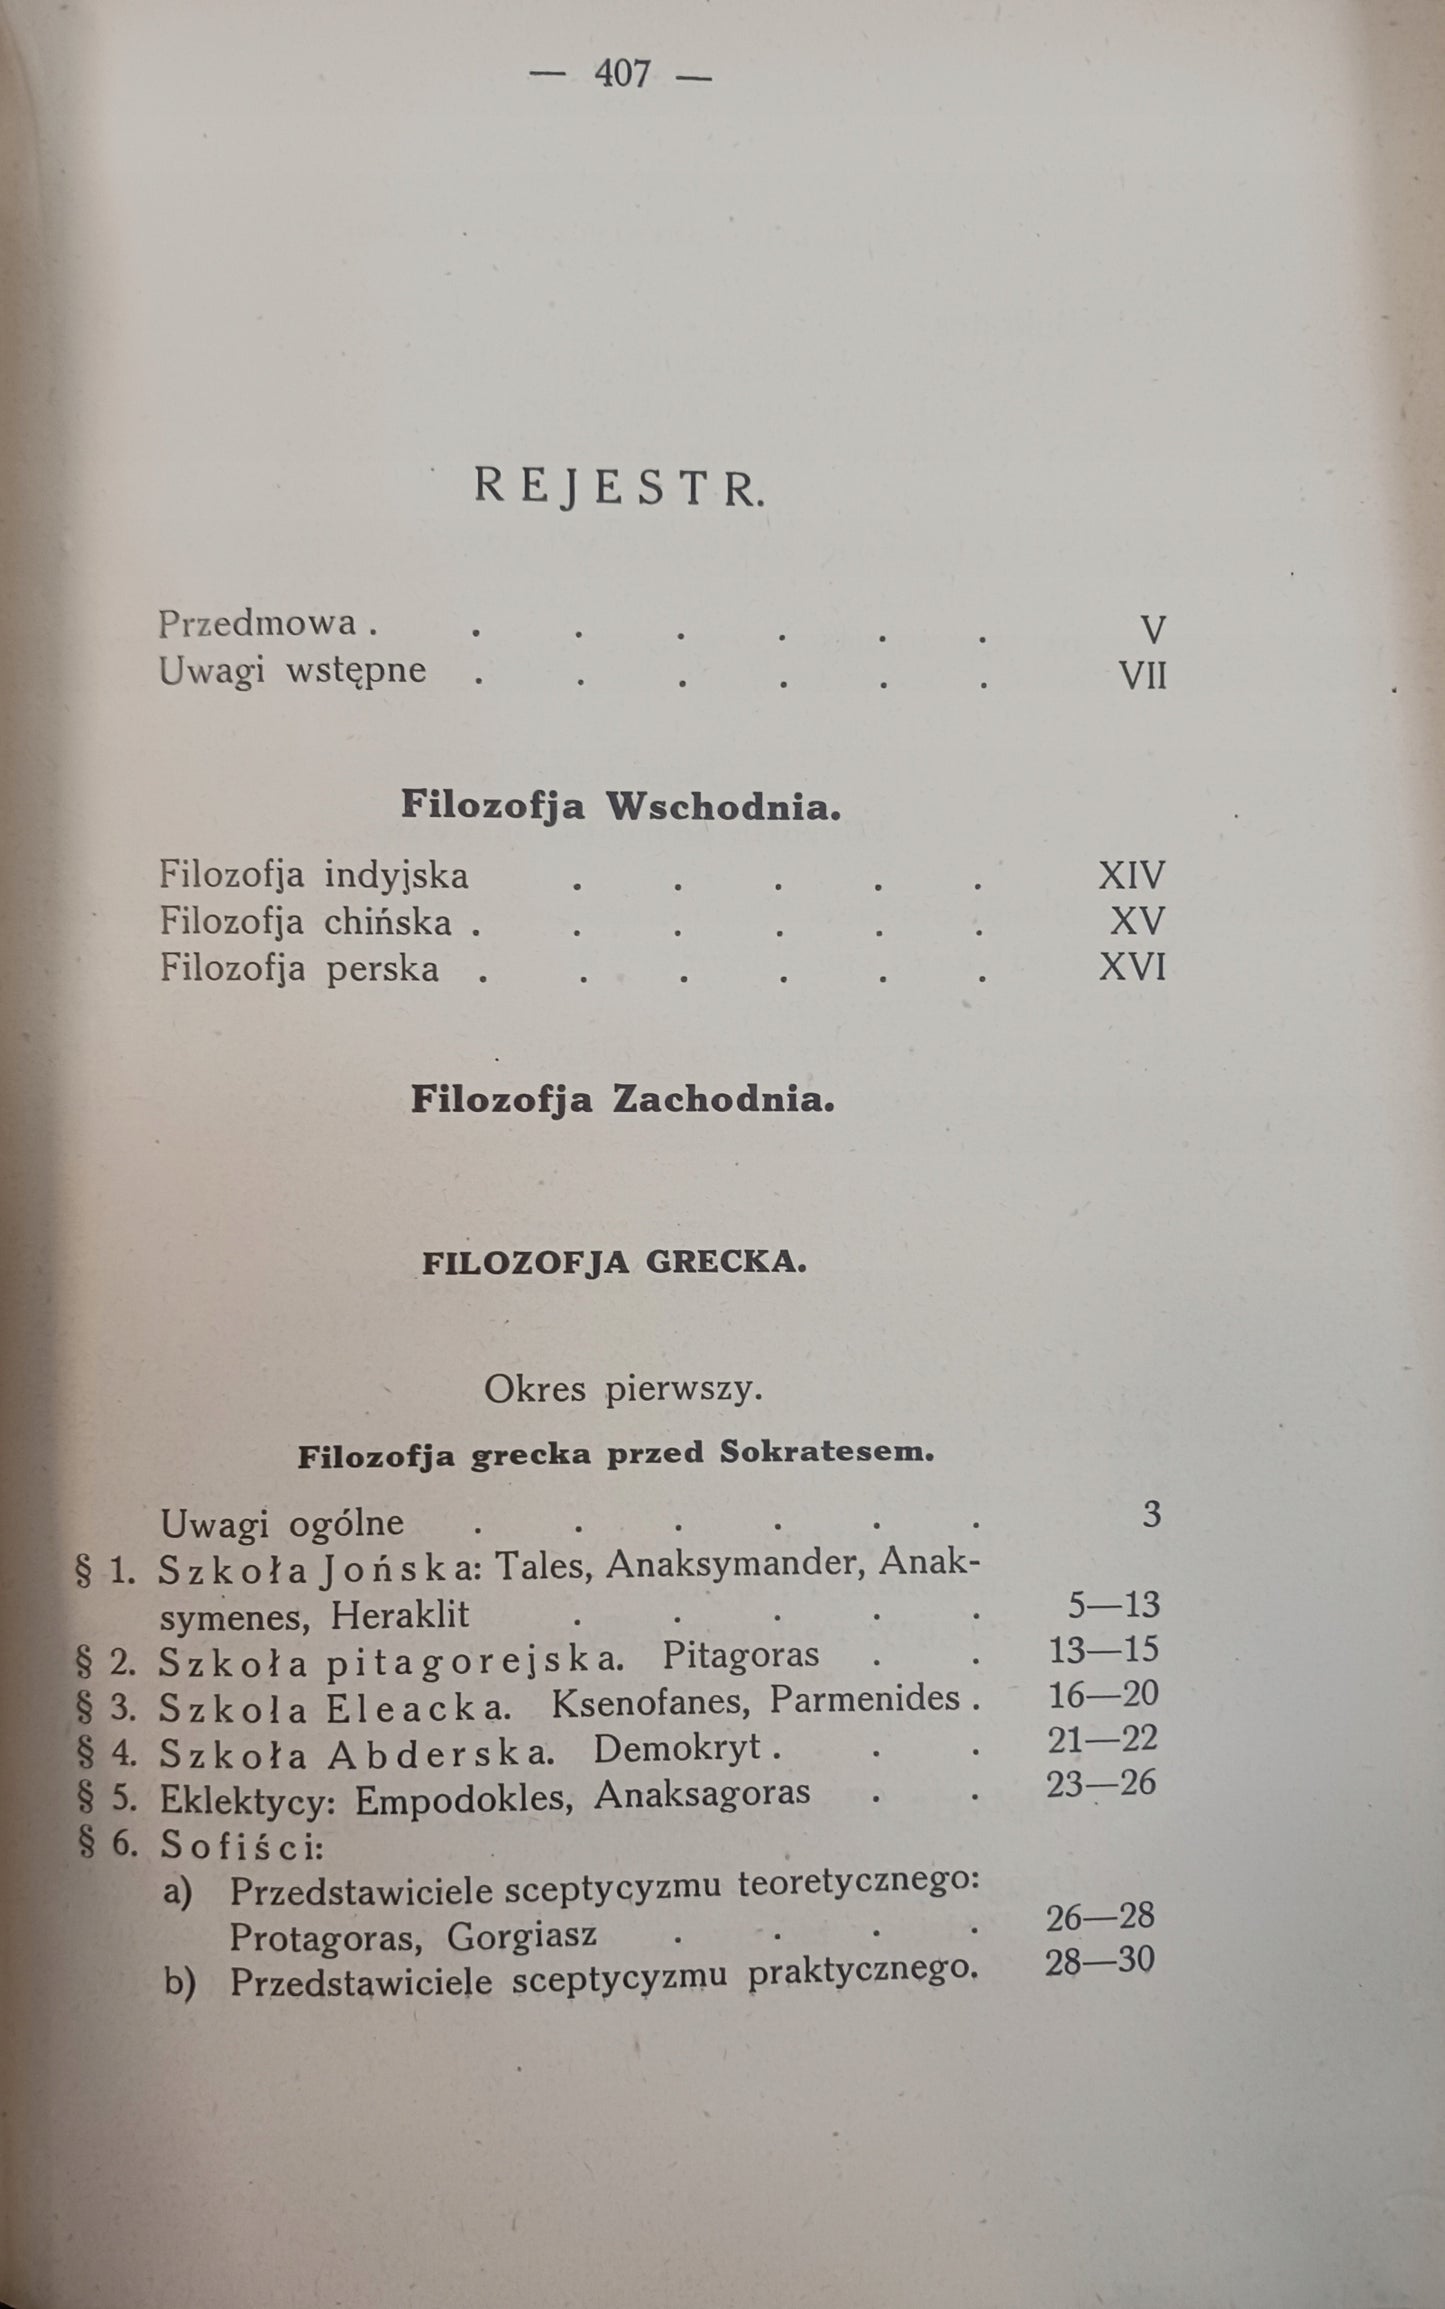 — 407 —
REJESTR.
Przedmowa . . . . . . . V
Uwagi wstępne . . . . . . VII
Filozofja Wschodnia.
Filozofja indyjska . . . . . XIV
Filozofja chińska . . . . . . XV
Filozofja perska . . . . . . XVI
Filozofja Zachodnia.
FILOZOFJA GRECKA.
Okres pierwszy.
Filozofja grecka przed Sokratesem.
Uwagi ogólne . . . . . . 3
§ 1. Szkoła Jońska: Tales, Anaksymander, Anak-
symenes, Heraklit . . . . . 5—13
§ 2. Szkoła pitagorejska. Pitagoras . . 13—15
§ 3. Szkola Eleacka. Ksenofanes, Parmenides . 16—20
§ 4. Szkoła Abderska. Demokryt . . . 21—22
§ 5. Eklektycy: Empodokles, Anaksagoras . . 23—26
§ 6. Sofiści:
a) Przedstawiciele sceptycyzmu teoretycznego:
Protagoras, Gorgiasz . . . . 26—28
b) Przedstawiciele sceptycyzmu praktycznego. 28—30